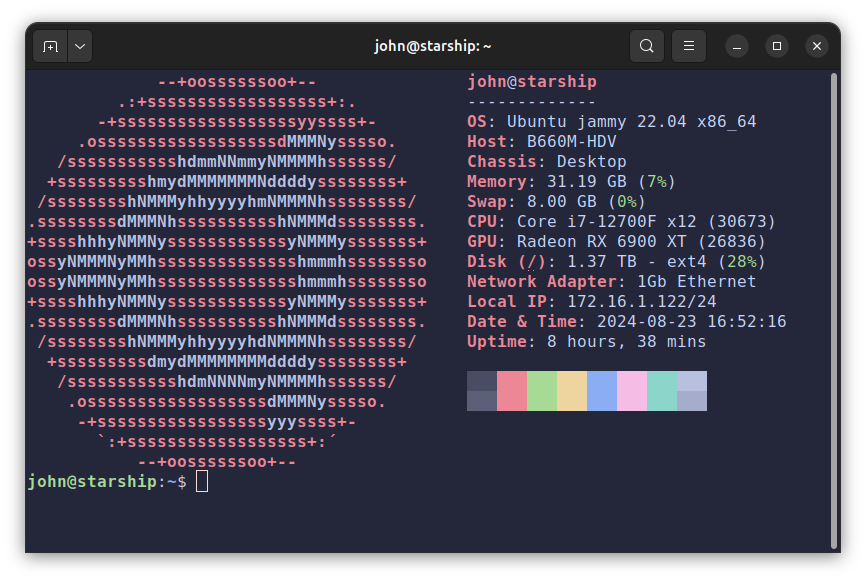 john@starship: ~
--+oossssssoo+--
.:+ssssssssssssssssss+:.
-+ssssssssssssssssssyyssss+-
.ossssssssssssssssssdMMMNysssso.
/ssssssssssshdmmNNmmyNMMMMhssssss/
+ssssssssshmydMMMMMMMNddddyssssssss+
/sssssssshNMMMyhhyyyyhmNMMMNhssssssss/
.ssssssssdMMMNhsssssssssshNMMMdssssssss.
+sssshhhyNMMNyssssssssssssyNMMMysssssss+
ossyNMMMNyMMhsssssssssssssshmmmhssssssso
ossyNMMMNyMMhsssssssssssssshmmmhssssssso
+sssshhhyNMMNyssssssssssssyNMMMysssssss+
.ssssssssdMMMNhsssssssssshNMMMdssssssss.
/sssssssshNMMMyhhyyyyhdNMMMNhssssssss/
+sssssssssdmydMMMMMMMMddddyssssssss+
/ssssssssssshdmNNNNmyNMMMMhssssss/
.ossssssssssssssssssdMMMNysssso.
-+sssssssssssssssssyyyssss+-
`:+ssssssssssssssssss+:´
--+oossssssoo+--
john@starship
-------------
OS: Ubuntu jammy 22.04 x86_64
Host: B660M-HDV
Chassis: Desktop
Memory: 31.19 GB (7%)
Swap: 8.00 GB (0%)
CPU: Core i7-12700F x12 (30673)
GPU: Radeon RX 6900 XT (26836)
Disk (/): 1.37 TB - ext4 (28%)
Network Adapter: 1Gb Ethernet
Local IP: 172.16.1.122/24
Date & Time: 2024-08-23 16:52:16
Uptime: 8 hours, 38 mins
john@starship:~$